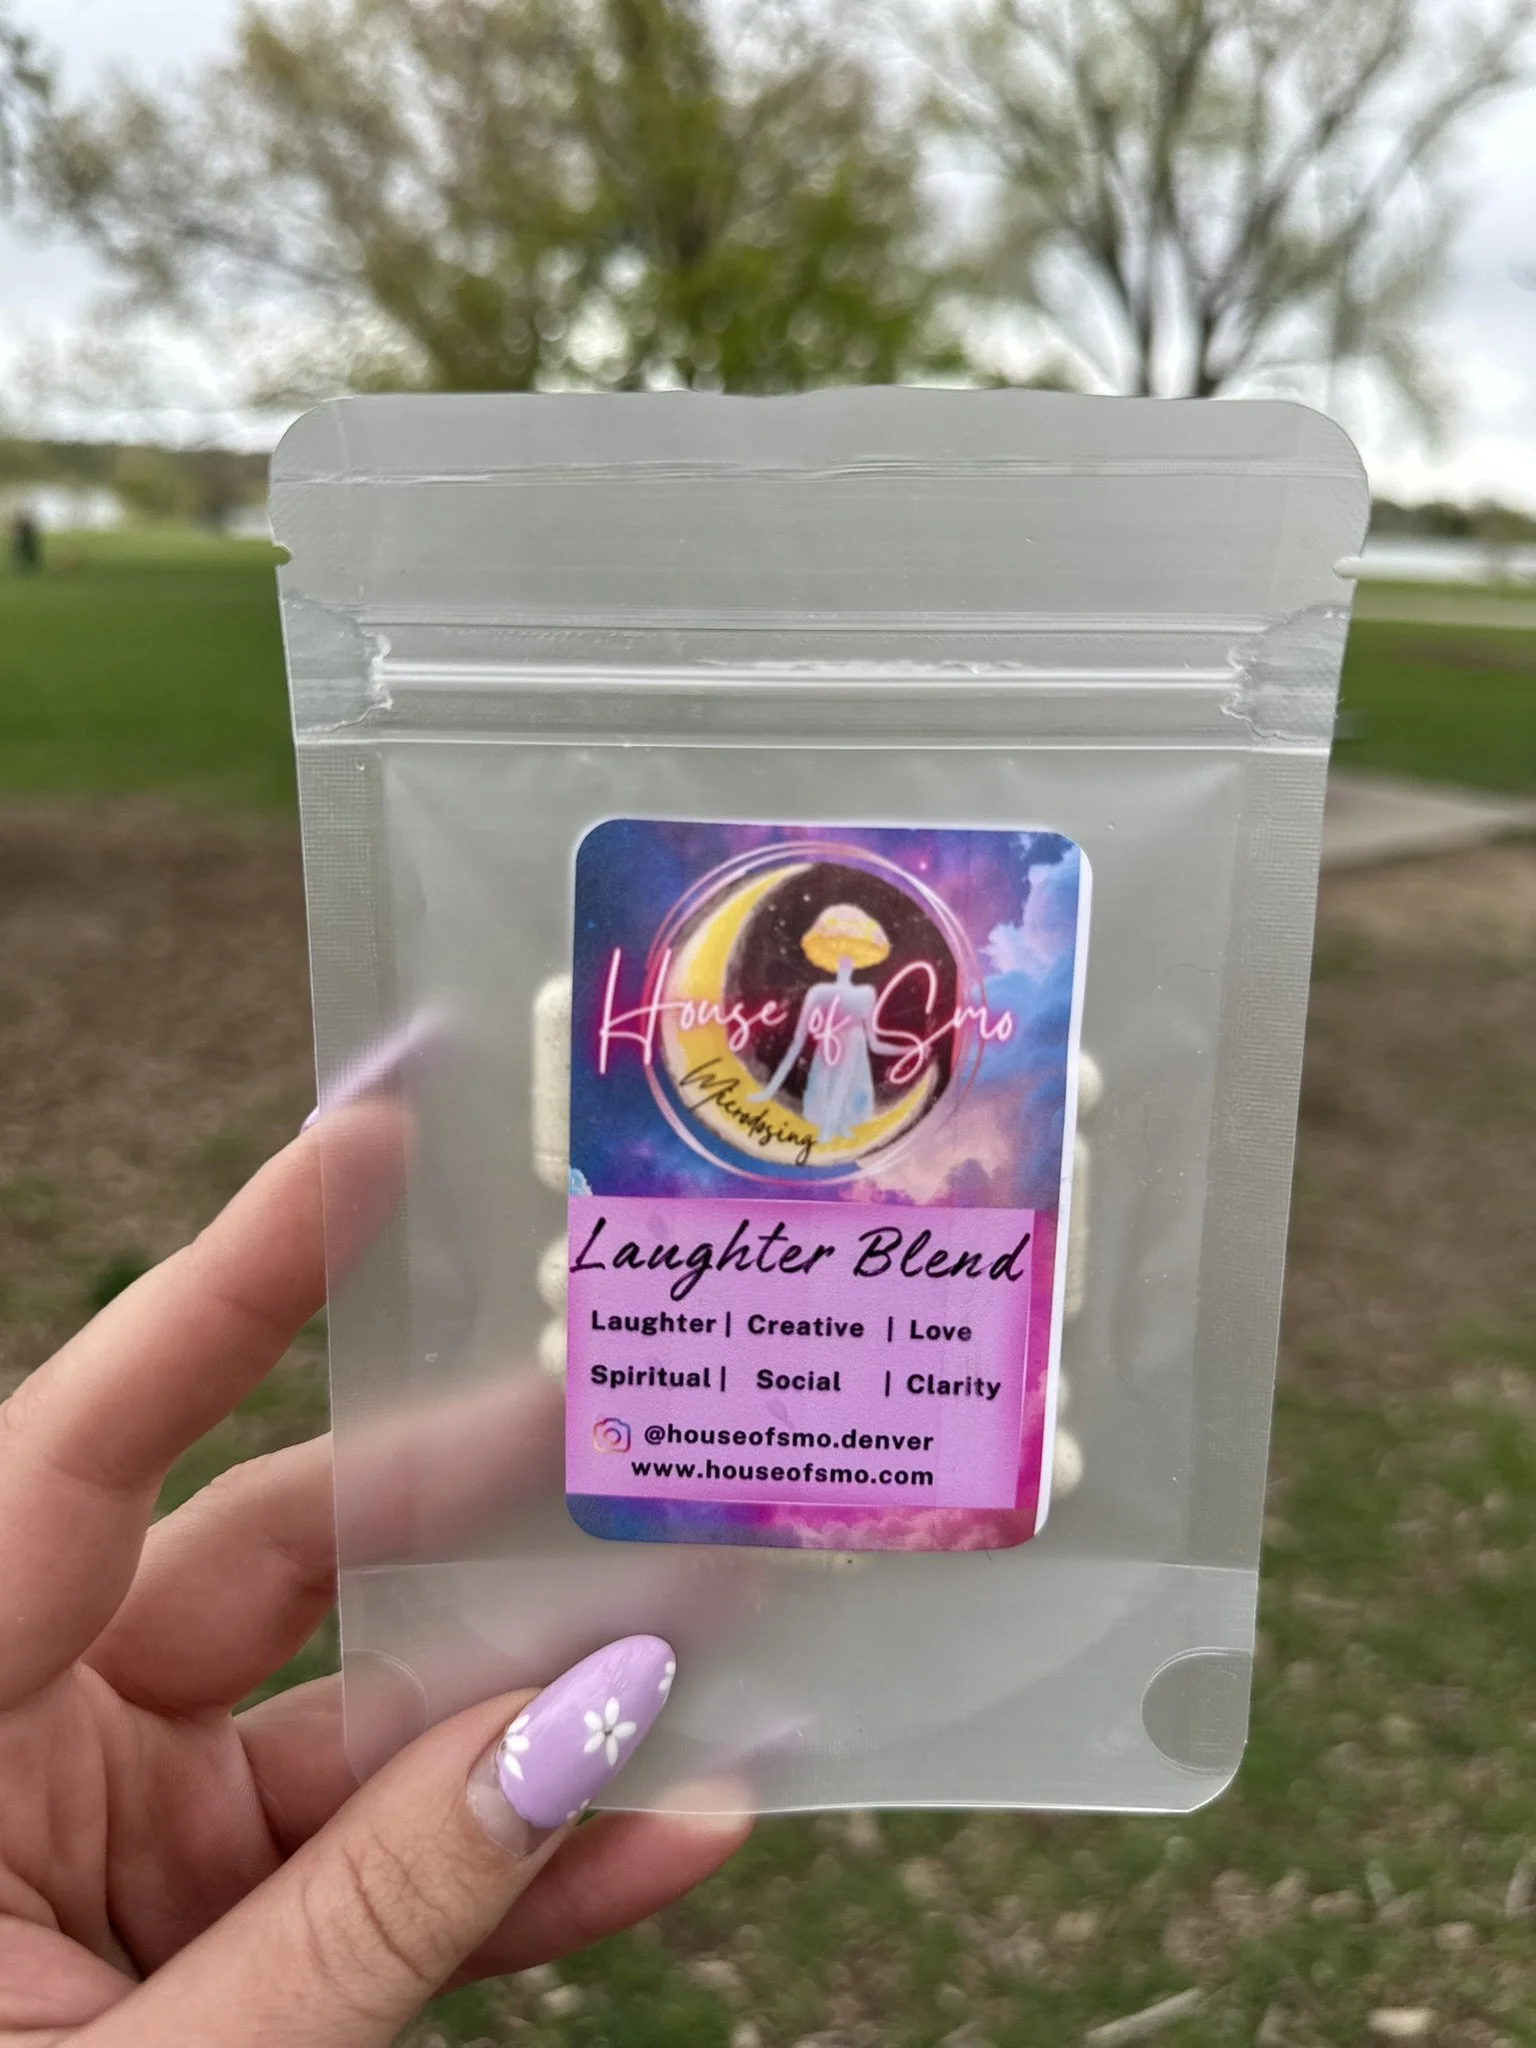 House of Smo
Microdosing
Laughter Blend
Laughter | Creative | Love
Spiritual | Social | Clarity
@houseofsmo.denver
www.houseofsmo.com